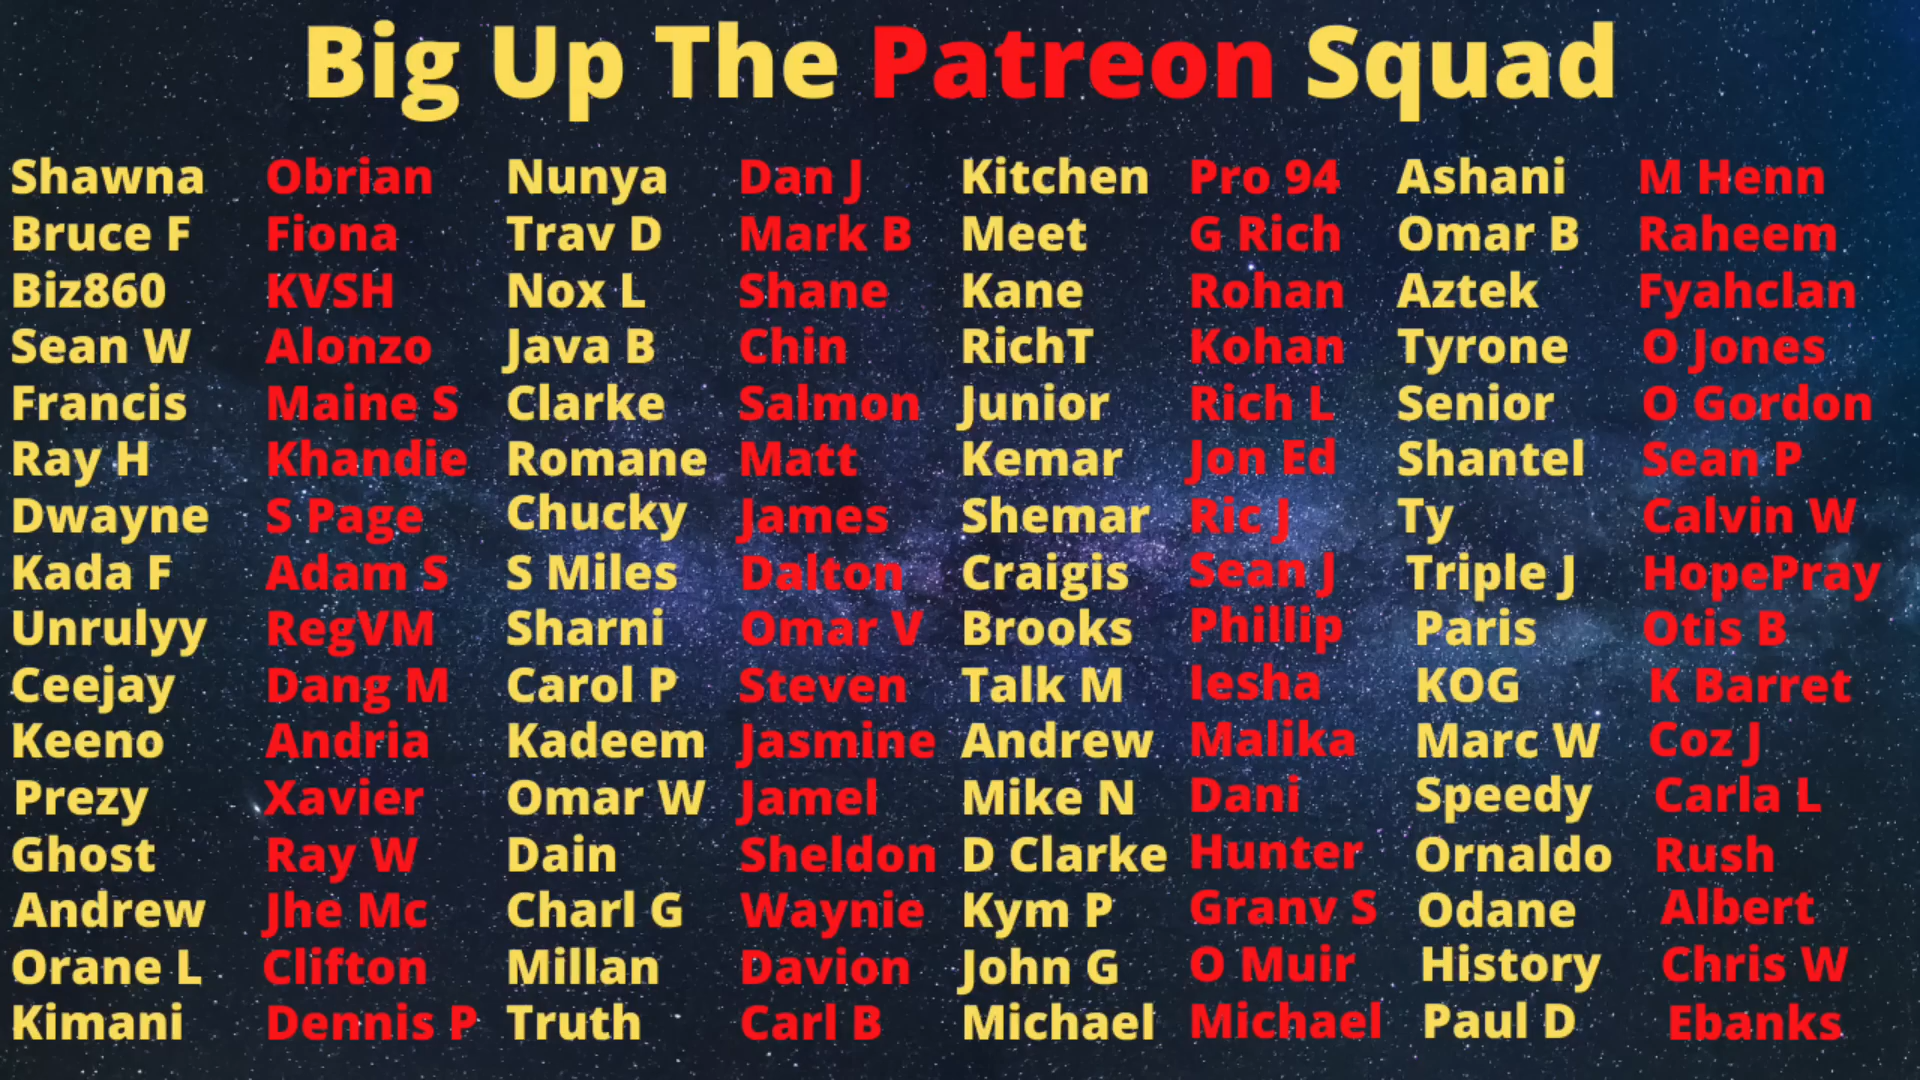 Big Up The Patreon Squad
Shawna Obrian Nunya Dan J Kitchen Pro 94 Ashani M Henn
Bruce F Fiona Trav D Mark B Meet G Rich Omar B Raheem
Biz860 KVSH Nox L Shane Kane Rohan Aztek Fyahclan
Sean W Alonzo Java B Chin RichT Kohan Tyrone O Jones
Francis Maine S Clarke Salmon Junior Rich L Senior O Gordon
Ray H Khandie Romane Matt Kemar Jon Ed Shantel Sean P
Dwayne S Page Chucky James Shemar Ric J Ty Calvin W
Kada F Adam S S Miles Dalton Craigis Sean J Triple J HopePray
Unrulyy RegVM Sharni Omar V Brooks Phillip Paris Otis B
Ceejay Dang M Carol P Steven Talk M Iesha KOG K Barret
Keeno Andria Kadeem Jasmine Andrew Malika Marc W Coz J
Prezy Xavier Omar W Jamel Mike N Dani Speedy Carla L
Ghost Ray W Dain Sheldon D Clarke Hunter Ornaldo Rush
Andrew Jhe Mc Charl G Waynie Kym P Granv S Odane Albert
Orane L Clifton Millan Davion John G O Muir History Chris W
Kimani Dennis P Truth Carl B Michael Michael Paul D Ebanks